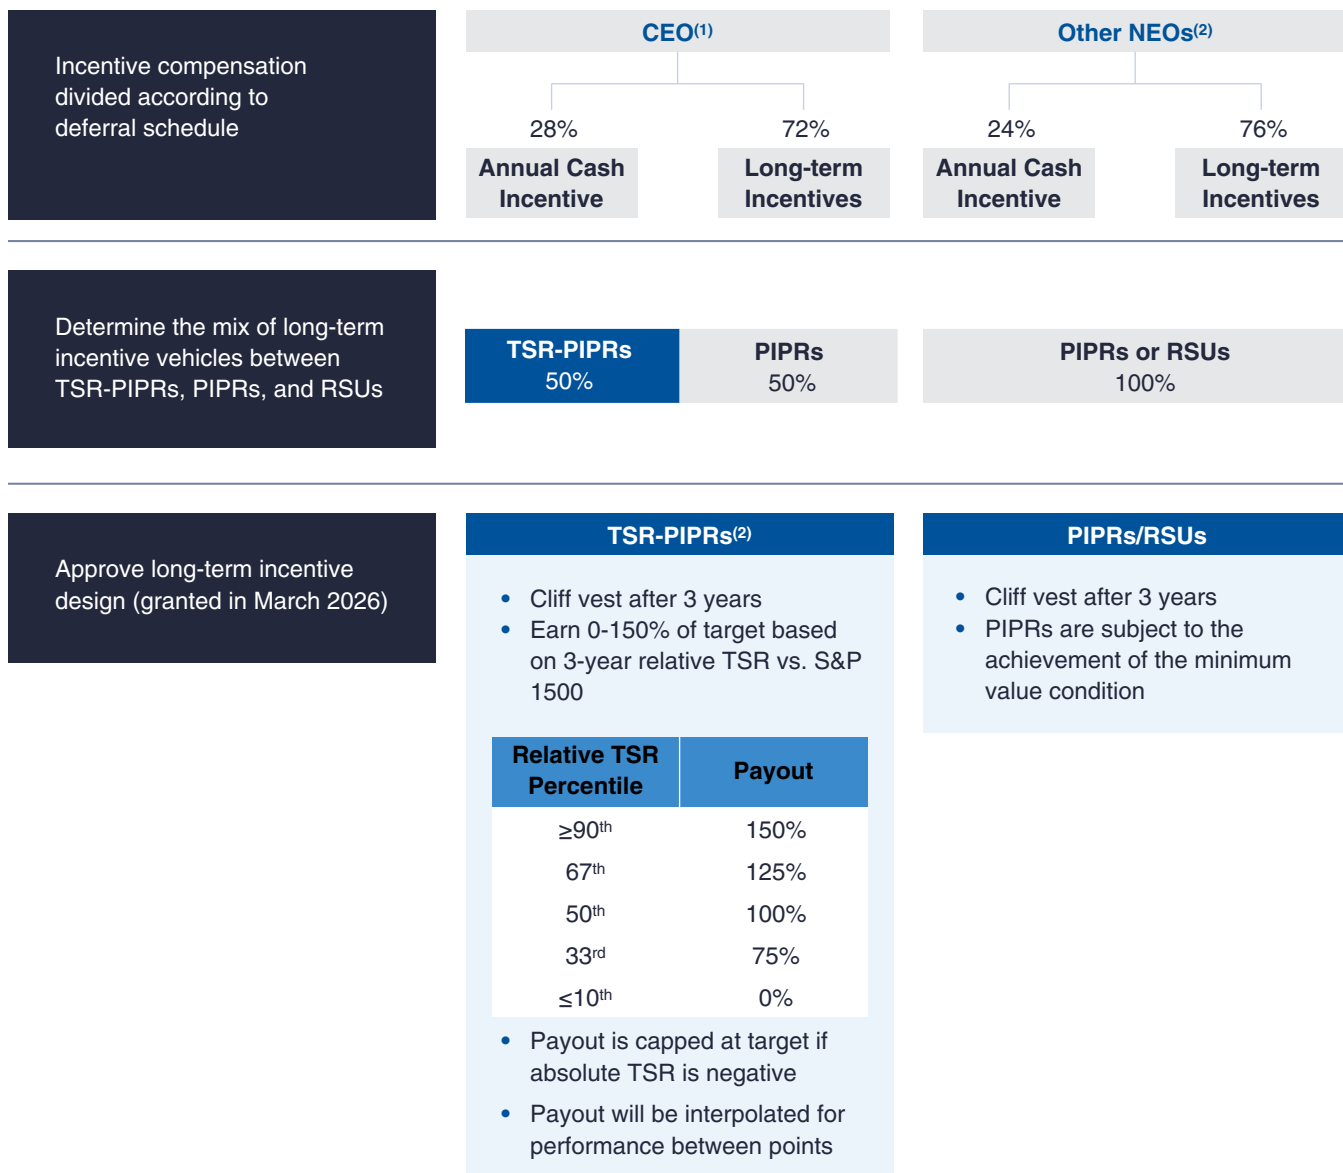 Incentive compensation
divided according to
deferral schedule
CEO(1)
28%
Annual Cash
Incentive
72%
Long-term
Incentives
Other NEOs(2)
24%
Annual Cash
Incentive
76%
Long-term
Incentives
Determine the mix of long-term
incentive vehicles between
TSR-PIPRs, PIPRs, and RSUs
TSR-PIPRs
50%
PIPRs
50%
PIPRs or RSUs
100%
Approve long-term incentive
design (granted in March 2026)
TSR-PIPRs(2)
• Cliff vest after 3 years
• Earn 0-150% of target based
on 3-year relative TSR vs. S&P
1500
Relative TSR
Percentile
Payout
≥90th 150%
67th 125%
50th 100%
33rd 75%
≤10th 0%
• Payout is capped at target if
absolute TSR is negative
• Payout will be interpolated for
performance between points
PIPRs/RSUs
• Cliff vest after 3 years
• PIPRs are subject to the
achievement of the minimum
value condition